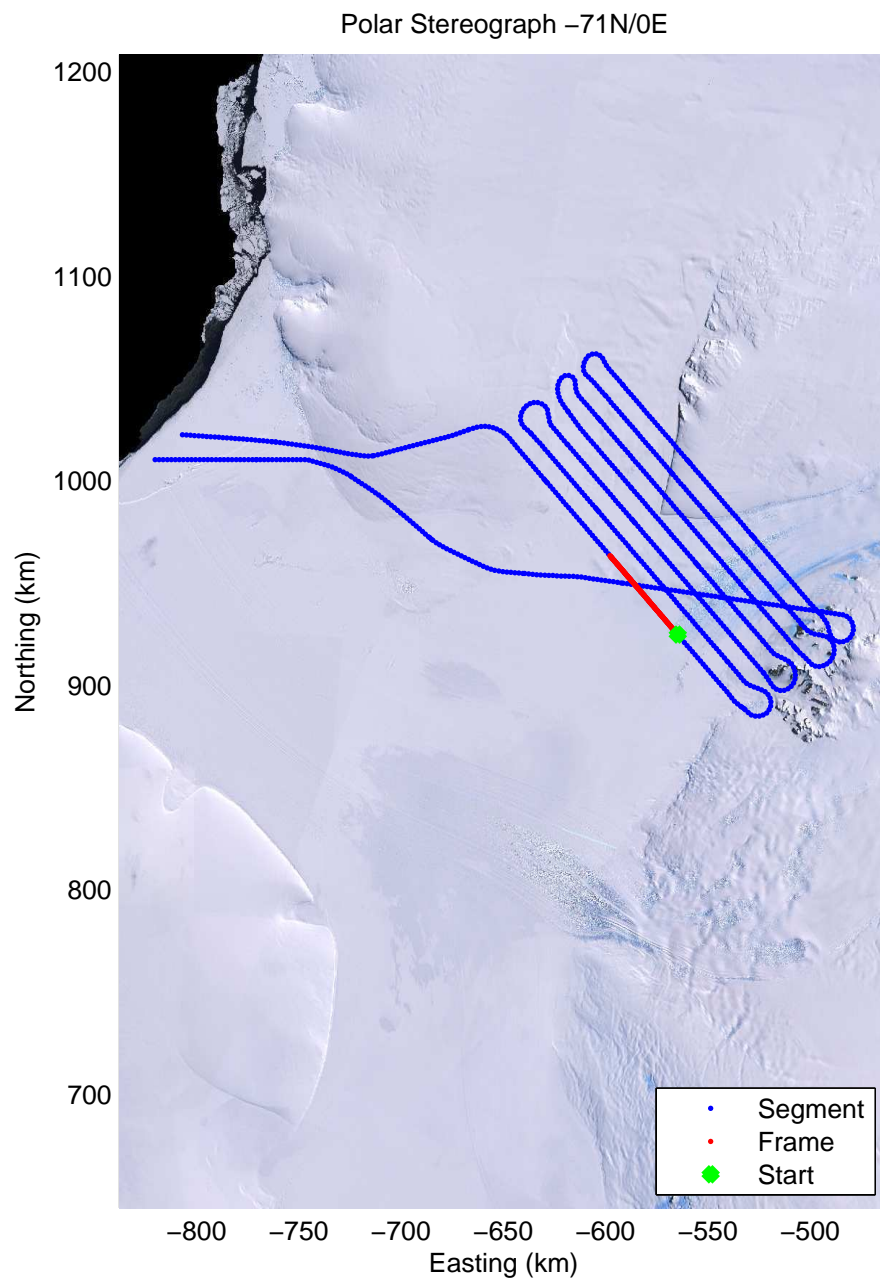 Polar Stereograph −71N/0E
1200
1100
1000
900
800
700
Northing (km)
−800 −750 −700 −650 −600 −550 −500
Easting (km)
Segment
Frame
Start